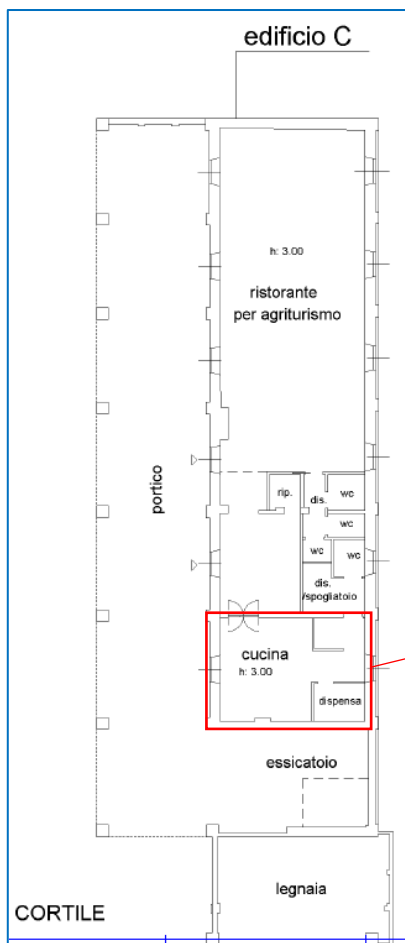 edificio C
h: 3.00
ristorante
per agriturismo
portico
rip.
dis.
wc
wc
wc
wc
dis.
/spogliatoio
cucina
h: 3.00
dispensa
essicatoio
legnaia
CORTILE